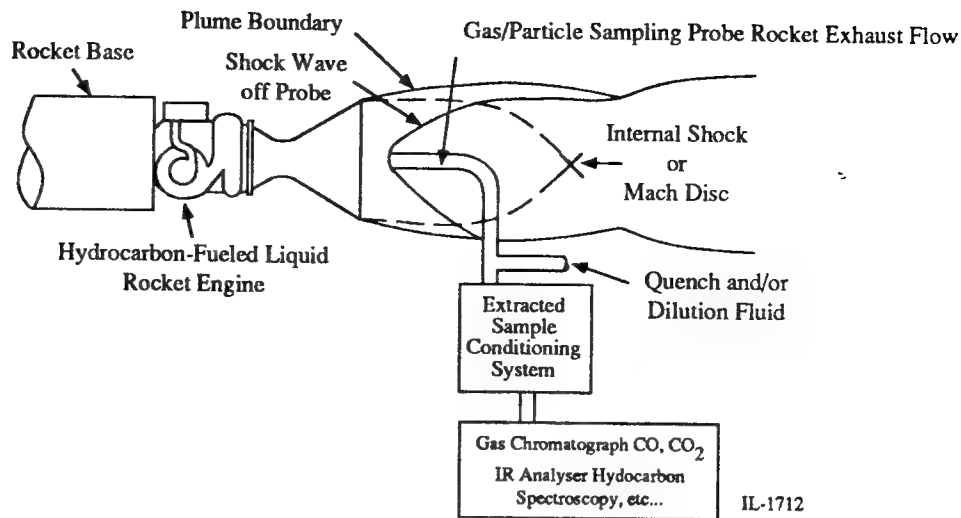 Plume Boundary
Gas/Particle Sampling Probe Rocket Exhaust Flow
Rocket Base
Shock Wave
off Probe
Internal Shock
or
Mach Disc
Hydrocarbon-Fueled Liquid
Rocket Engine
Quench and/or
Dilution Fluid
Extracted
Sample
Conditioning
System
Gas Chromatograph CO, CO2
IR Analyser Hydocarbon
Spectroscopy, etc...
IL-1712